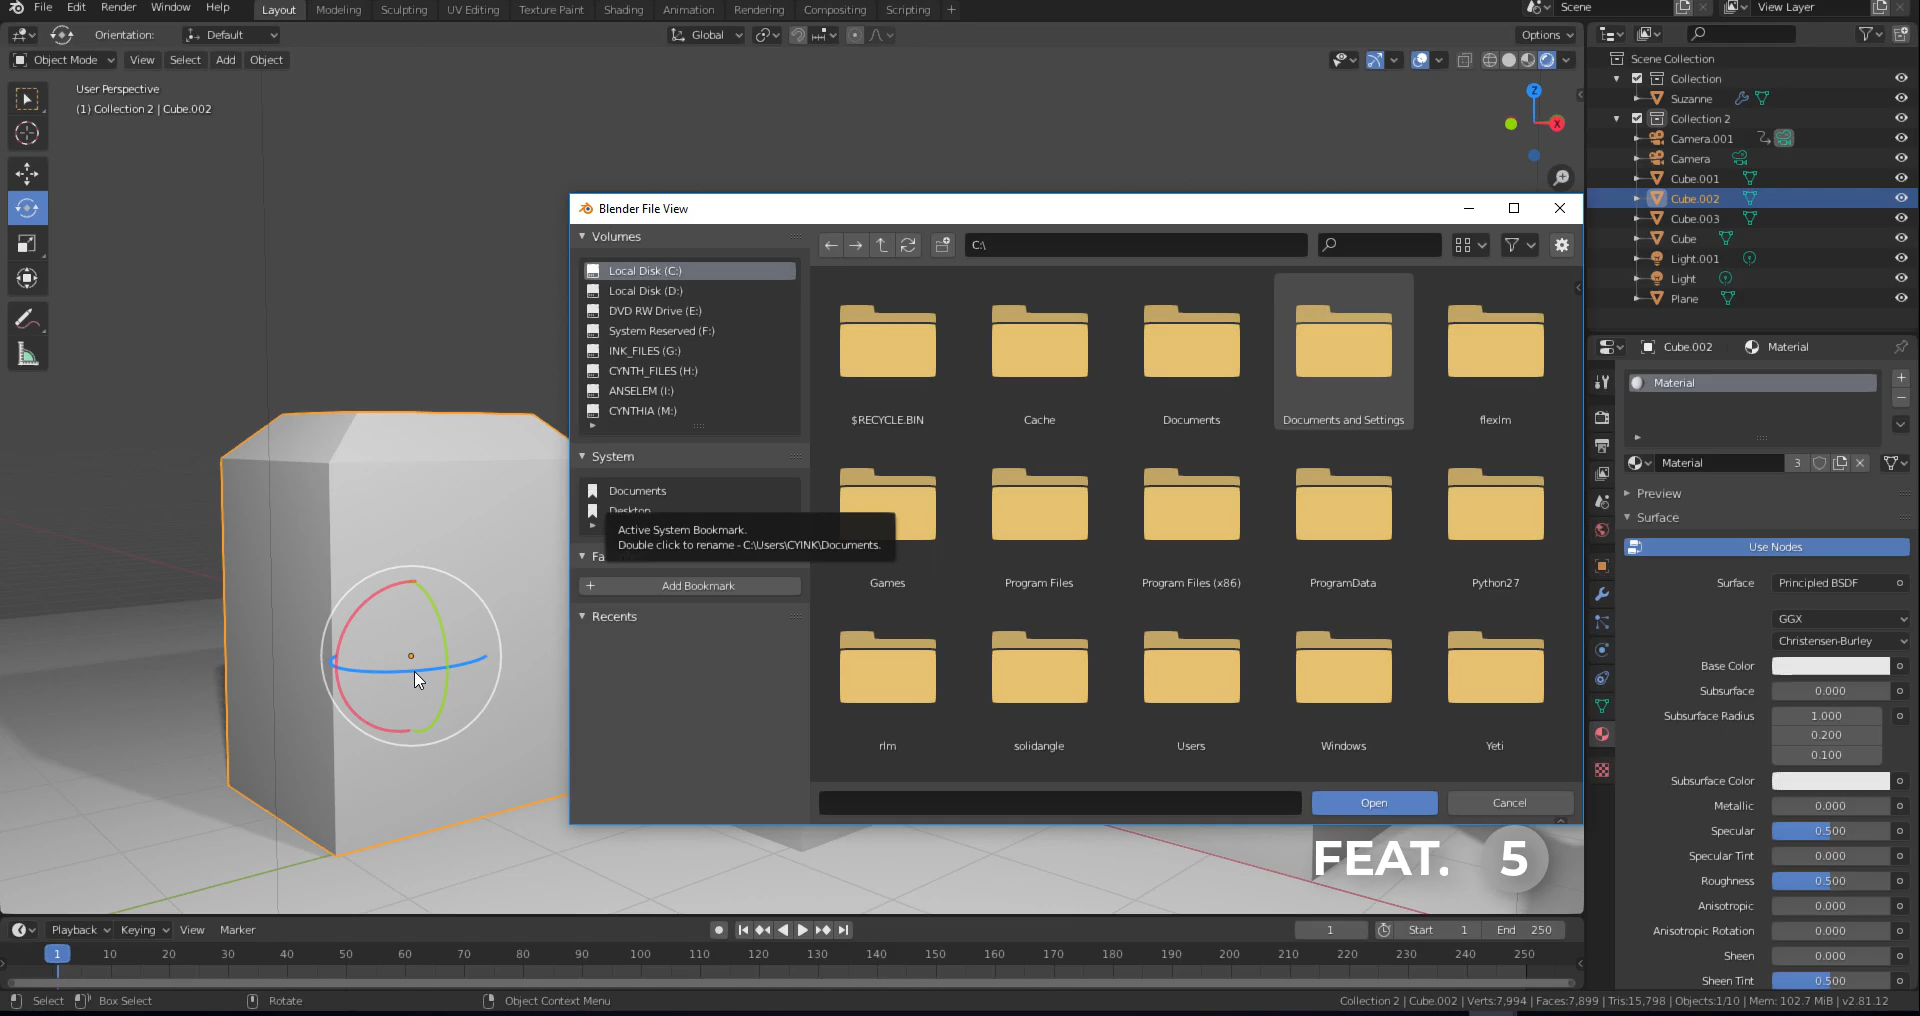 File Edit Render Window Help Layout Modeling Sculpting UV Editing Texture Paint Shading Animation Rendering Compositing Scripting + Scene View Layer
Orientation: Default Global Options
Object Mode View Select Add Object
User Perspective
(1) Collection 2 | Cube.002
Z
X
Scene Collection
Collection
Suzanne
Collection 2
Camera.001
Camera
Cube.001
Cube.002
Cube.003
Cube
Light.001
Light
Plane
Blender File View
Volumes
Local Disk (C:)
Local Disk (D:)
DVD RW Drive (E:)
System Reserved (F:)
INK_FILES (G:)
CYNTH_FILES (H:)
ANSELEM (I:)
CYNTHIA (M:)
System
Documents
Desktop
Active System Bookmark.
Double click to rename - C:\Users\CYINK\Documents.
Fa
+ Add Bookmark
Recents
C:\
$RECYCLE.BIN Cache Documents Documents and Settings flexlm
Games Program Files Program Files (x86) ProgramData Python27
rlm solidangle Users Windows Yeti
Open Cancel
FEAT. 5
Cube.002 Material
Material
Material 3
Preview
Surface
Use Nodes
Surface Principled BSDF
GGX
Christensen-Burley
Base Color
Subsurface 0.000
Subsurface Radius 1.000
0.200
0.100
Subsurface Color
Metallic 0.000
Specular 0.500
Specular Tint 0.000
Roughness 0.500
Anisotropic 0.000
Anisotropic Rotation 0.000
Sheen 0.000
Sheen Tint 0.500
Playback Keying View Marker 1 Start 1 End 250
1 10 20 30 40 50 60 70 80 90 100 110 120 130 140 150 160 170 180 190 200 210 220 230 240 250
Select Box Select Rotate Object Context Menu Collection 2 | Cube.002 | Verts:7,994 | Faces:7,899 | Tris:15,798 | Objects:1/10 | Mem: 102.7 MiB | v2.81.12